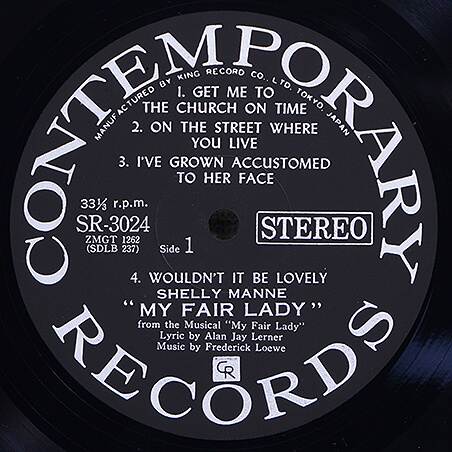 CONTEMPORARY RECORDS
MANUFACTURED BY KING RECORD CO., LTD. TOKYO, JAPAN
1. GET ME TO
THE CHURCH ON TIME
2. ON THE STREET WHERE
YOU LIVE
3. I'VE GROWN ACCUSTOMED
TO HER FACE
33⅓ r.p.m.
SR-3024
ZMGT 1262
(SDLB 237)
Side 1
STEREO
4. WOULDN'T IT BE LOVELY
SHELLY MANNE
"MY FAIR LADY"
from the Musical "My Fair Lady"
Lyric by Alan Jay Lerner
Music by Frederick Loewe
CR